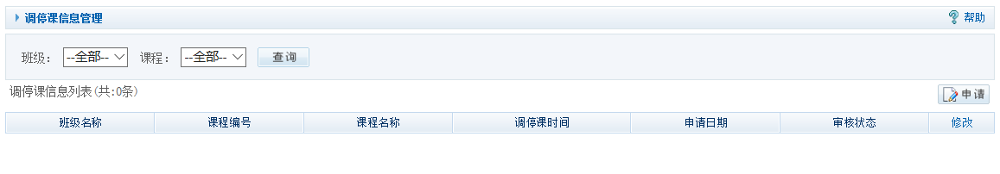 调停课信息管理 帮助
班级： --全部-- 课程： --全部-- 查询
调停课信息列表(共:0条) 申请
班级名称 课程编号 课程名称 调停课时间 申请日期 审核状态 修改